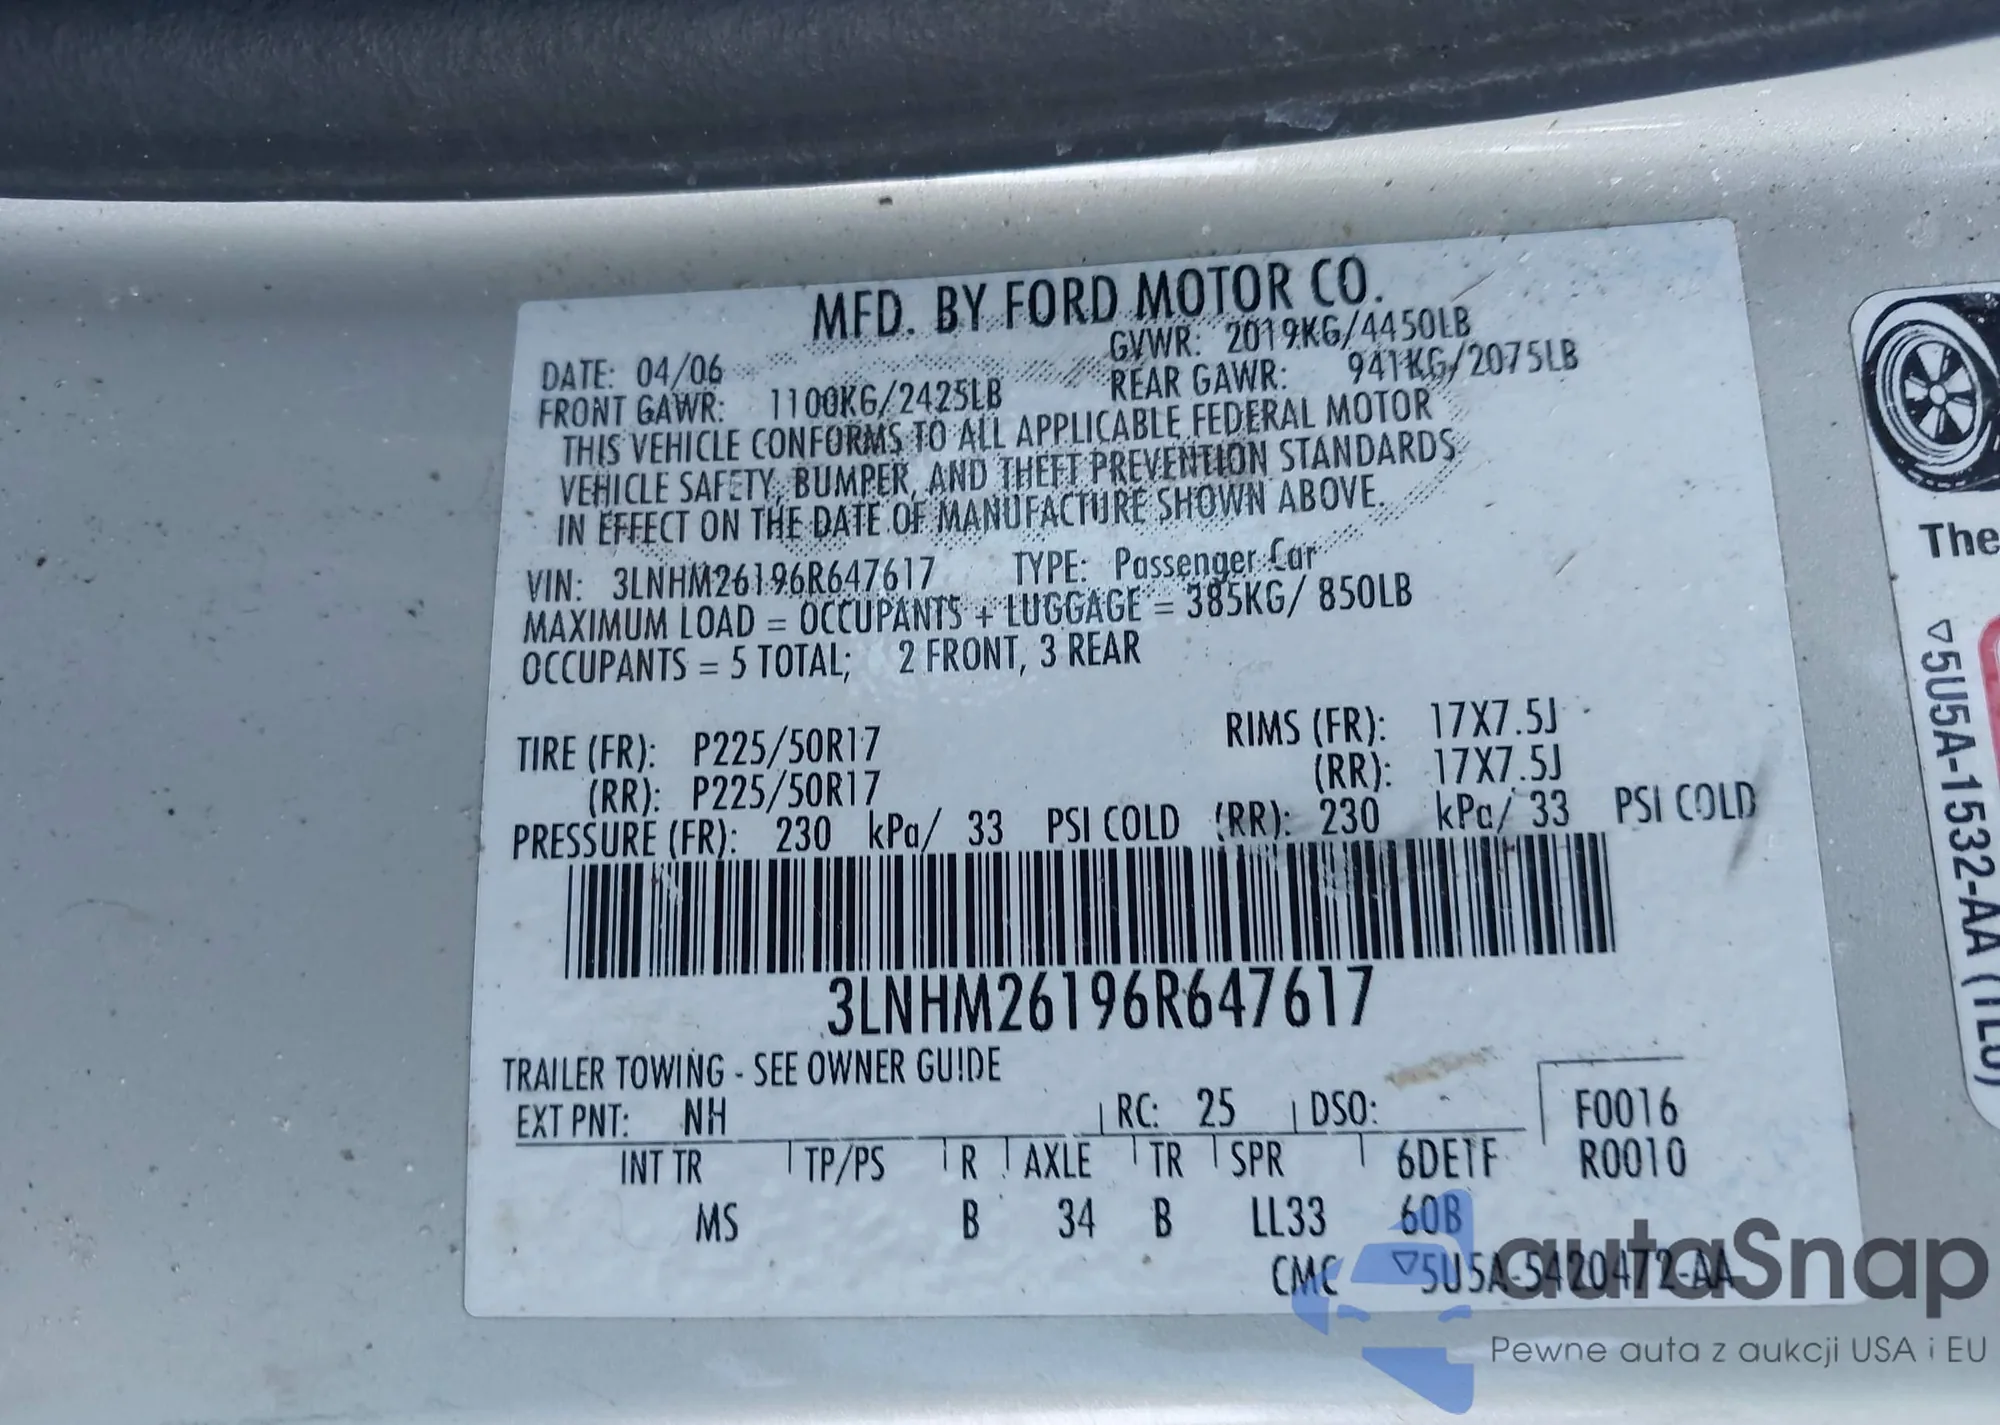 MFD. BY FORD MOTOR CO.
DATE: 04/06 GVWR: 2019KG/4450LB
FRONT GAWR: 1100KG/2425LB REAR GAWR: 941KG/2075LB
THIS VEHICLE CONFORMS TO ALL APPLICABLE FEDERAL MOTOR
VEHICLE SAFETY, BUMPER, AND THEFT PREVENTION STANDARDS
IN EFFECT ON THE DATE OF MANUFACTURE SHOWN ABOVE.
VIN: 3LNHM26196R647617 TYPE: Passenger Car
MAXIMUM LOAD = OCCUPANTS + LUGGAGE = 385KG/ 850LB
OCCUPANTS = 5 TOTAL; 2 FRONT, 3 REAR
TIRE (FR): P225/50R17 RIMS (FR): 17X7.5J
(RR): P225/50R17 (RR): 17X7.5J
PRESSURE (FR): 230 kPa/ 33 PSI COLD (RR): 230 kPa/ 33 PSI COLD
3LNHM26196R647617
TRAILER TOWING - SEE OWNER GUIDE
EXT PNT: NH RC: 25 DSO: F0016
INT TR TP/PS R AXLE TR SPR 6DETF R0010
MS B 34 B LL33 60B
CMC ▽5U5A-5420472-AA
The
▽5U5A-1532-AA (1L0)
autaSnap
Pewne auta z aukcji USA i EU